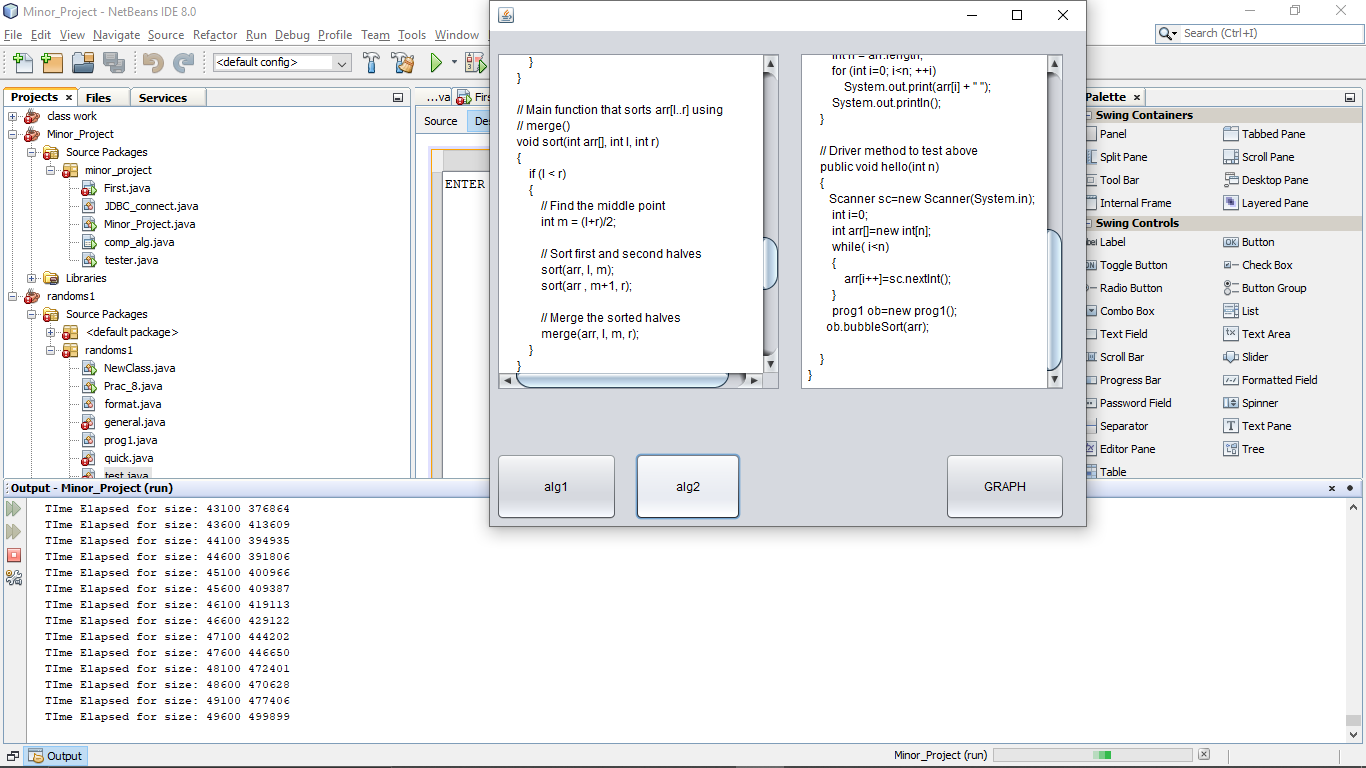 Minor_Project - NetBeans IDE 8.0
File Edit View Navigate Source Refactor Run Debug Profile Team Tools Window
Search (Ctrl+I)
<default config>
Projects × Files Services
class work
Minor_Project
Source Packages
minor_project
First.java
JDBC_connect.java
Minor_Project.java
comp_alg.java
tester.java
Libraries
randoms1
Source Packages
<default package>
randoms1
NewClass.java
Prac_8.java
format.java
general.java
prog1.java
quick.java
test.java
...va
Source
ENTER
}
}
// Main function that sorts arr[l..r] using
// merge()
void sort(int arr[], int l, int r)
{
if (l < r)
{
// Find the middle point
int m = (l+r)/2;
// Sort first and second halves
sort(arr, l, m);
sort(arr , m+1, r);
// Merge the sorted halves
merge(arr, l, m, r);
}
}
int n = arr.length;
for (int i=0; i<n; ++i)
System.out.print(arr[i] + " ");
System.out.println();
}
// Driver method to test above
public void hello(int n)
{
Scanner sc=new Scanner(System.in);
int i=0;
int arr[]=new int[n];
while( i<n)
{
arr[i++]=sc.nextInt();
}
prog1 ob=new prog1();
ob.bubbleSort(arr);
}
}
alg1
alg2
GRAPH
Palette ×
Swing Containers
Panel Tabbed Pane
Split Pane Scroll Pane
Tool Bar Desktop Pane
Internal Frame Layered Pane
Swing Controls
Label Button
Toggle Button Check Box
Radio Button Button Group
Combo Box List
Text Field Text Area
Scroll Bar Slider
Progress Bar Formatted Field
Password Field Spinner
Separator Text Pane
Editor Pane Tree
Table
Output - Minor_Project (run)
TIme Elapsed for size: 43100 376864
TIme Elapsed for size: 43600 413609
TIme Elapsed for size: 44100 394935
TIme Elapsed for size: 44600 391806
TIme Elapsed for size: 45100 400966
TIme Elapsed for size: 45600 409387
TIme Elapsed for size: 46100 419113
TIme Elapsed for size: 46600 429122
TIme Elapsed for size: 47100 444202
TIme Elapsed for size: 47600 446650
TIme Elapsed for size: 48100 472401
TIme Elapsed for size: 48600 470628
TIme Elapsed for size: 49100 477406
TIme Elapsed for size: 49600 499899
Output
Minor_Project (run)